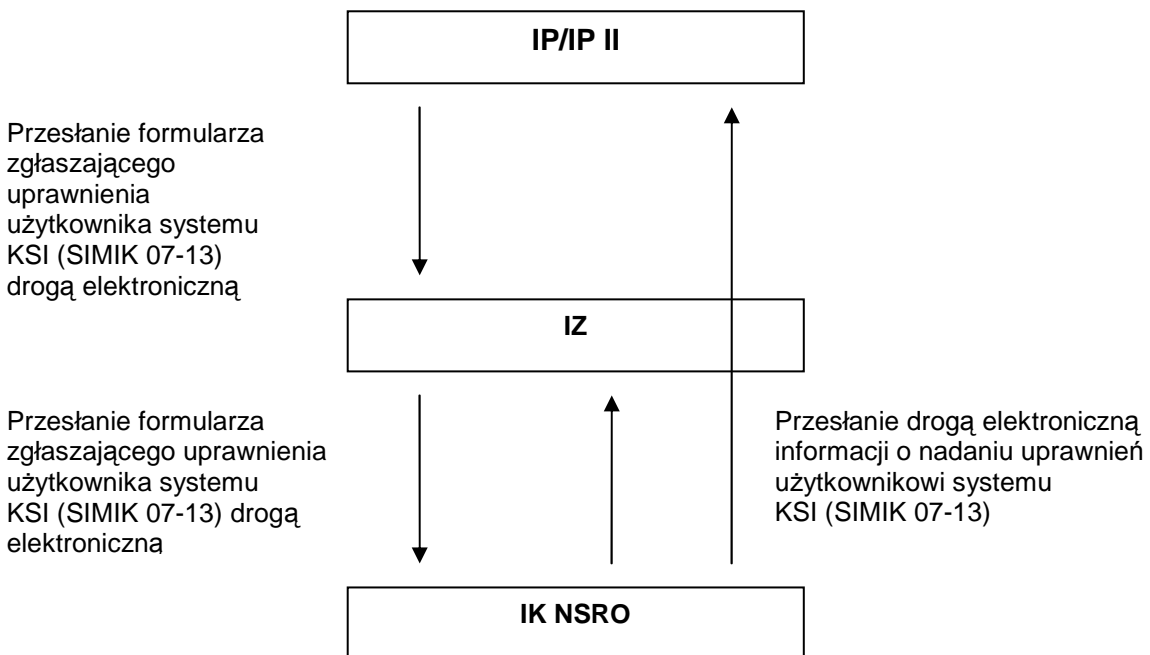 IP/IP II
Przesłanie formularza
zgłaszającego
uprawnienia
użytkownika systemu
KSI (SIMIK 07-13)
drogą elektroniczną
IZ
Przesłanie formularza
zgłaszającego uprawnienia
użytkownika systemu
KSI (SIMIK 07-13) drogą
elektroniczną
Przesłanie drogą elektroniczną
informacji o nadaniu uprawnień
użytkownikowi systemu
KSI (SIMIK 07-13)
IK NSRO